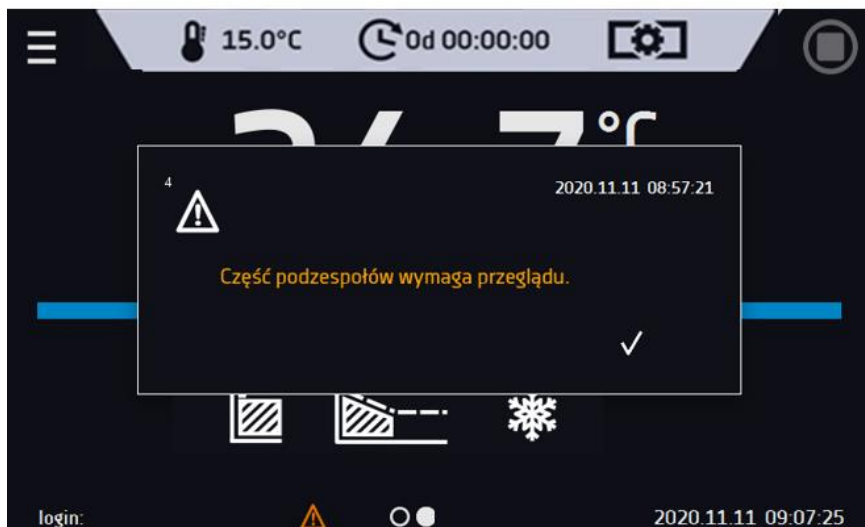 15.0°C 0d 00:00:00
°C
4
2020.11.11 08:57:21
Część podzespołów wymaga przeglądu.
login: 2020.11.11 09:07:25